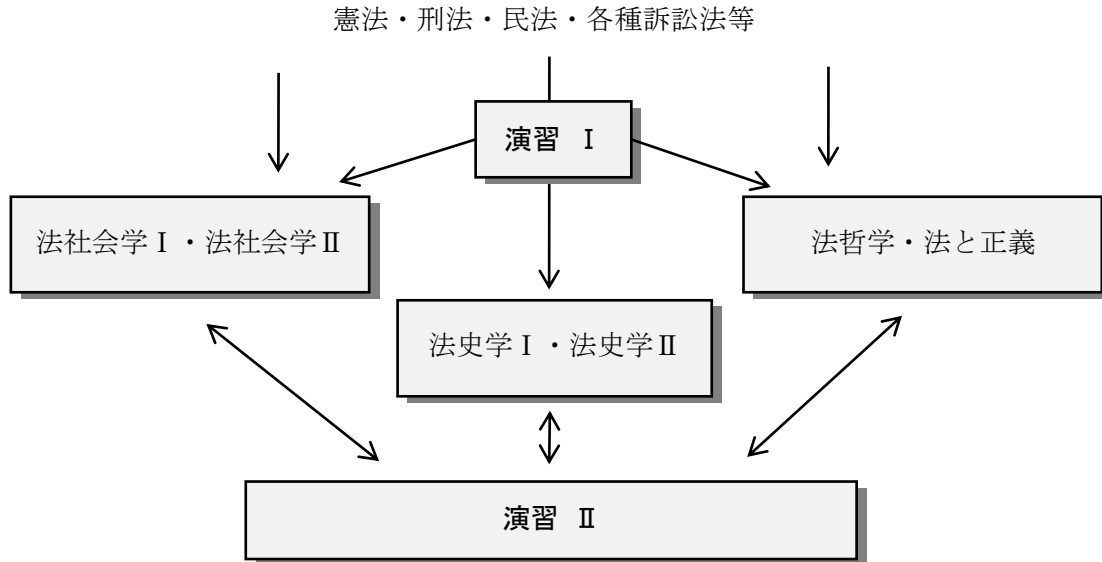 憲法・刑法・民法・各種訴訟法等
演習 Ⅰ
法社会学Ⅰ・法社会学Ⅱ
法哲学・法と正義
法史学Ⅰ・法史学Ⅱ
演習 Ⅱ